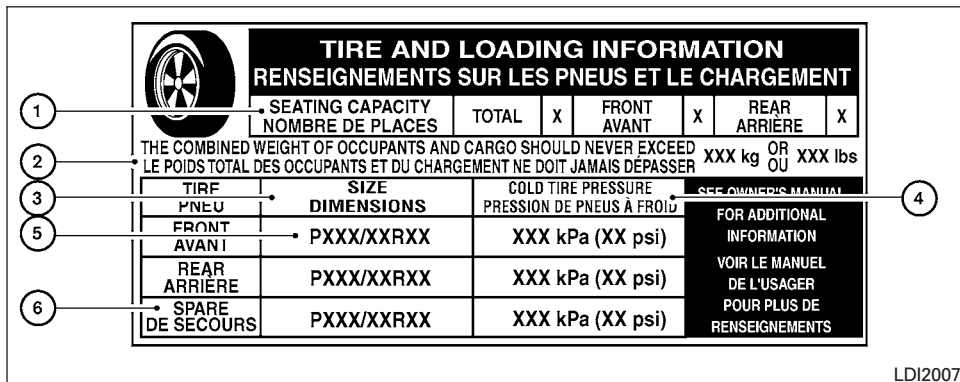 TIRE AND LOADING INFORMATION
RENSEIGNEMENTS SUR LES PNEUS ET LE CHARGEMENT
1
SEATING CAPACITY
NOMBRE DE PLACES
TOTAL
X
FRONT
AVANT
X
REAR
ARRIÈRE
X
2
THE COMBINED WEIGHT OF OCCUPANTS AND CARGO SHOULD NEVER EXCEED
LE POIDS TOTAL DES OCCUPANTS ET DU CHARGEMENT NE DOIT JAMAIS DÉPASSER
XXX kg
OR
OU
XXX lbs
3
TIRE
PNEU
SIZE
DIMENSIONS
COLD TIRE PRESSURE
PRESSION DE PNEUS À FROID
4
5
FRONT
AVANT
PXXX/XXRXX
XXX kPa (XX psi)
REAR
ARRIÈRE
PXXX/XXRXX
XXX kPa (XX psi)
6
SPARE
DE SECOURS
PXXX/XXRXX
XXX kPa (XX psi)
SEE OWNER'S MANUAL
FOR ADDITIONAL
INFORMATION
VOIR LE MANUEL
DE L'USAGER
POUR PLUS DE
RENSEIGNEMENTS
LDI2007